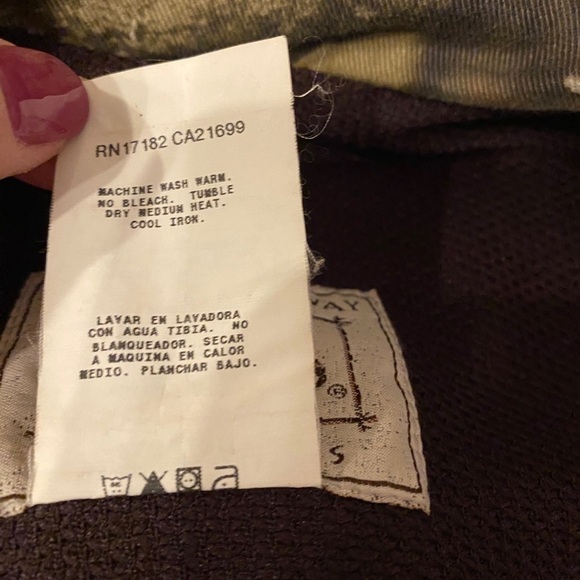 RN17182 CA21699
MACHINE WASH WARM.
NO BLEACH. TUMBLE
DRY MEDIUM HEAT.
COOL IRON.
LAVAR EN LAVADORA
CON AGUA TIBIA. NO
BLANQUEADOR. SECAR
A MAQUINA EN CALOR
MEDIO. PLANCHAR BAJO.
WAY
®
S